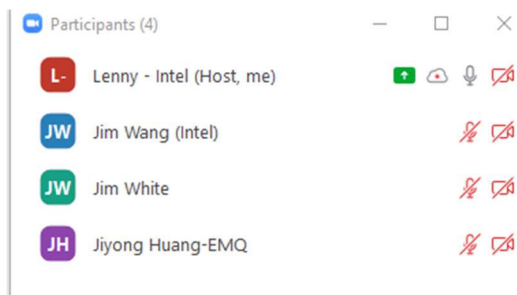 Participants (4)
L- Lenny - Intel (Host, me)
JW Jim Wang (Intel)
JW Jim White
JH Jiyong Huang-EMQ